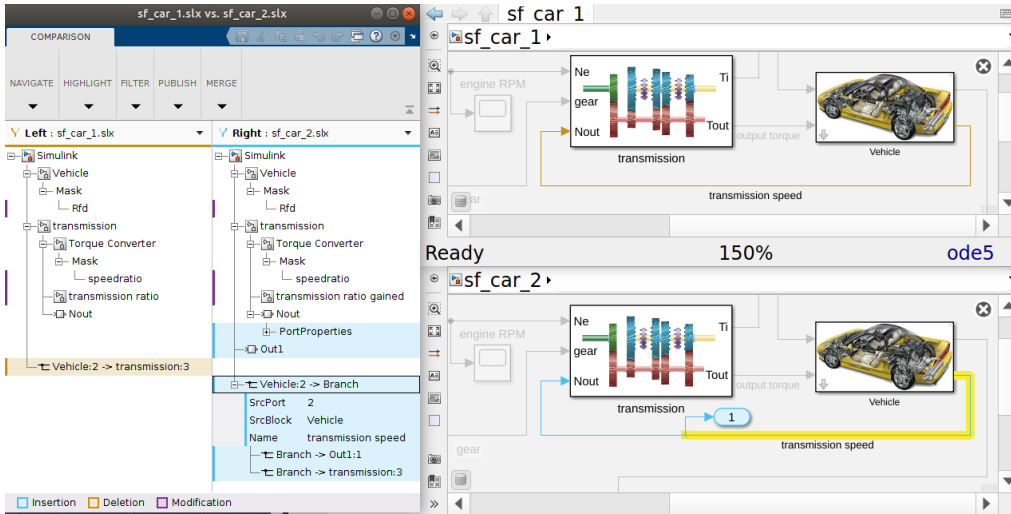 sf_car_1.slx vs. sf_car_2.slx
COMPARISON
NAVIGATE HIGHLIGHT FILTER PUBLISH MERGE
Left : sf_car_1.slx
Right : sf_car_2.slx
Simulink
Vehicle
Mask
Rfd
transmission
Torque Converter
Mask
speedratio
transmission ratio
Nout
Vehicle:2 -> transmission:3
Simulink
Vehicle
Mask
Rfd
transmission
Torque Converter
Mask
speedratio
transmission ratio gained
Nout
PortProperties
Out1
Vehicle:2 -> Branch
SrcPort 2
SrcBlock Vehicle
Name transmission speed
Branch -> Out1:1
Branch -> transmission:3
Insertion Deletion Modification
sf_car_1
sf_car_1
engine RPM
Ne
gear
Nout
Ti
Tout
transmission
output torque
Vehicle
transmission speed
Ready 150% ode5
sf_car_2
engine RPM
Ne
gear
Nout
Ti
Tout
transmission
output torque
Vehicle
1
transmission speed
gear